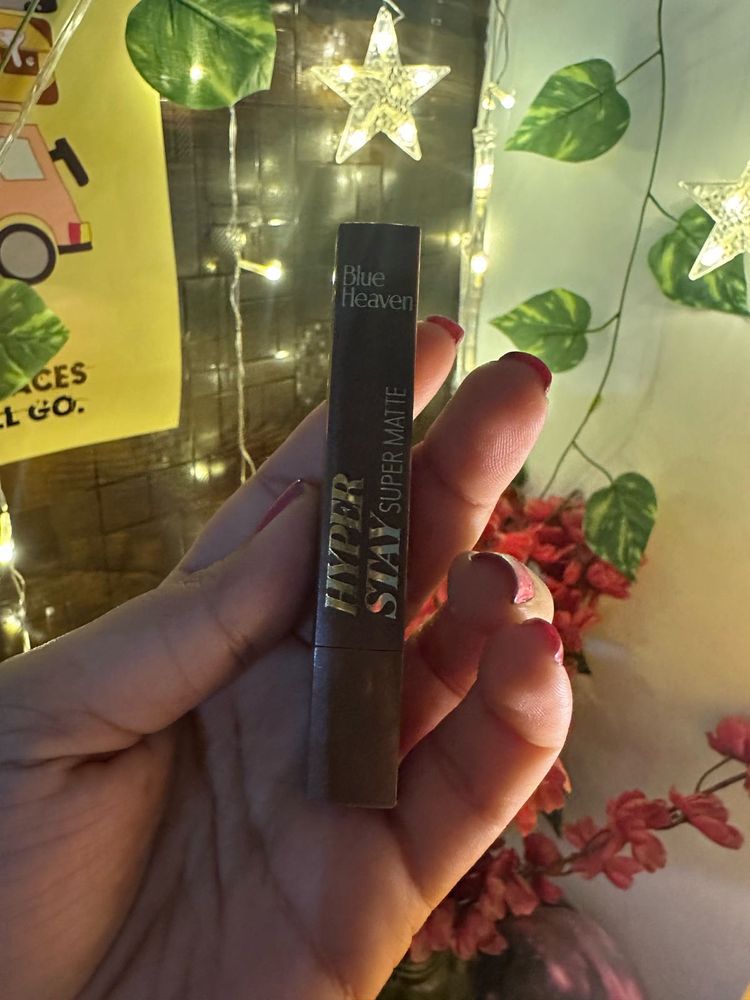 Blue
Heaven
HYPER
STAY SUPER MATTE
ACES
LL GO.